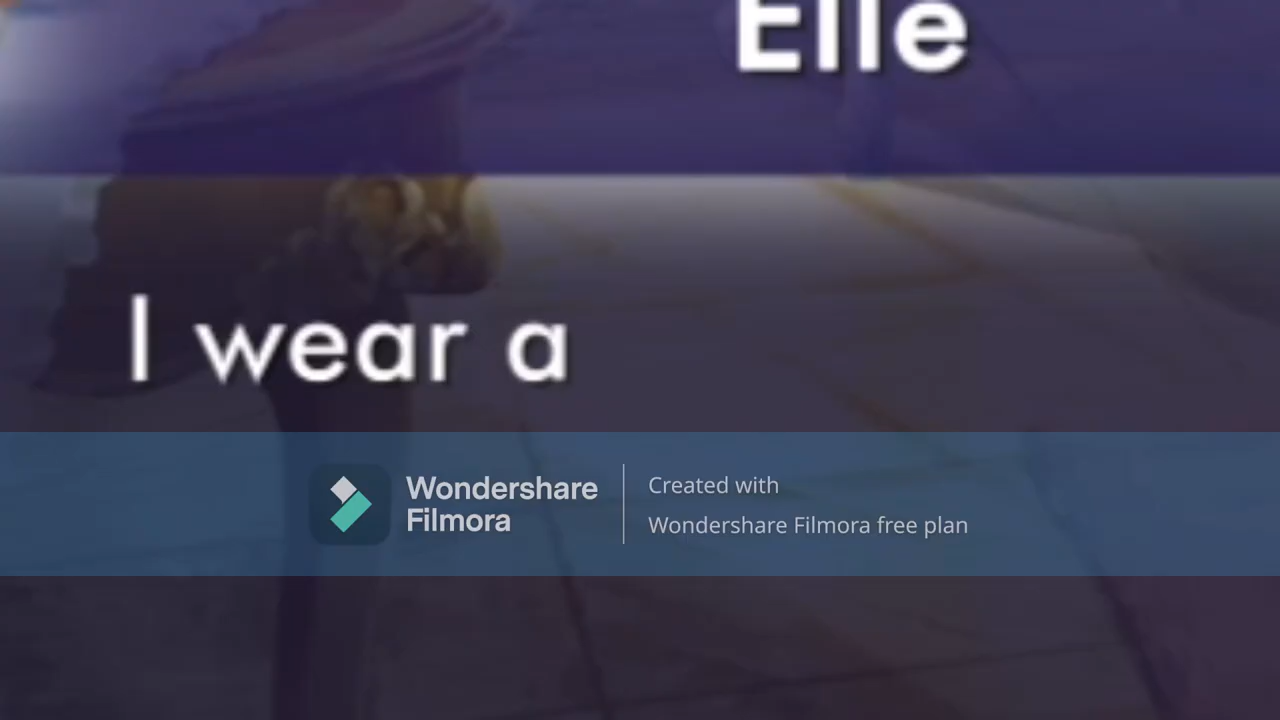 Elle
I wear a
Wondershare
Filmora
Created with
Wondershare Filmora free plan